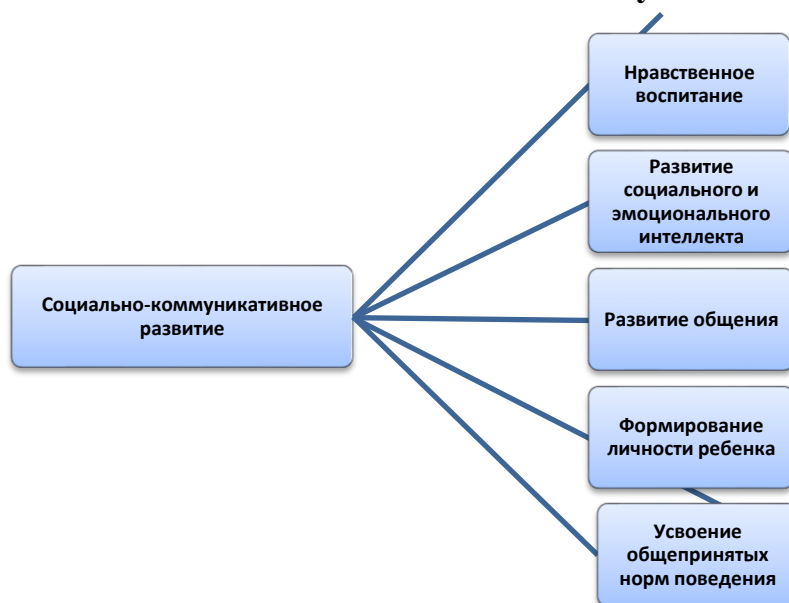 Нравственное
воспитание
Развитие
социального и
эмоционального
интеллекта
Социально-коммуникативное
развитие
Развитие общения
Формирование
личности ребенка
Усвоение
общепринятых
норм поведения